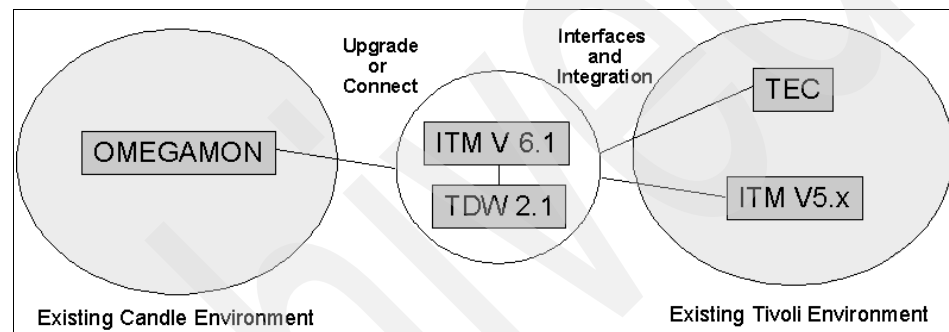 Upgrade
or
Connect
Interfaces
and
Integration
OMEGAMON
ITM V 6.1
TDW 2.1
TEC
ITM V5.x
Existing Candle Environment
Existing Tivoli Environment